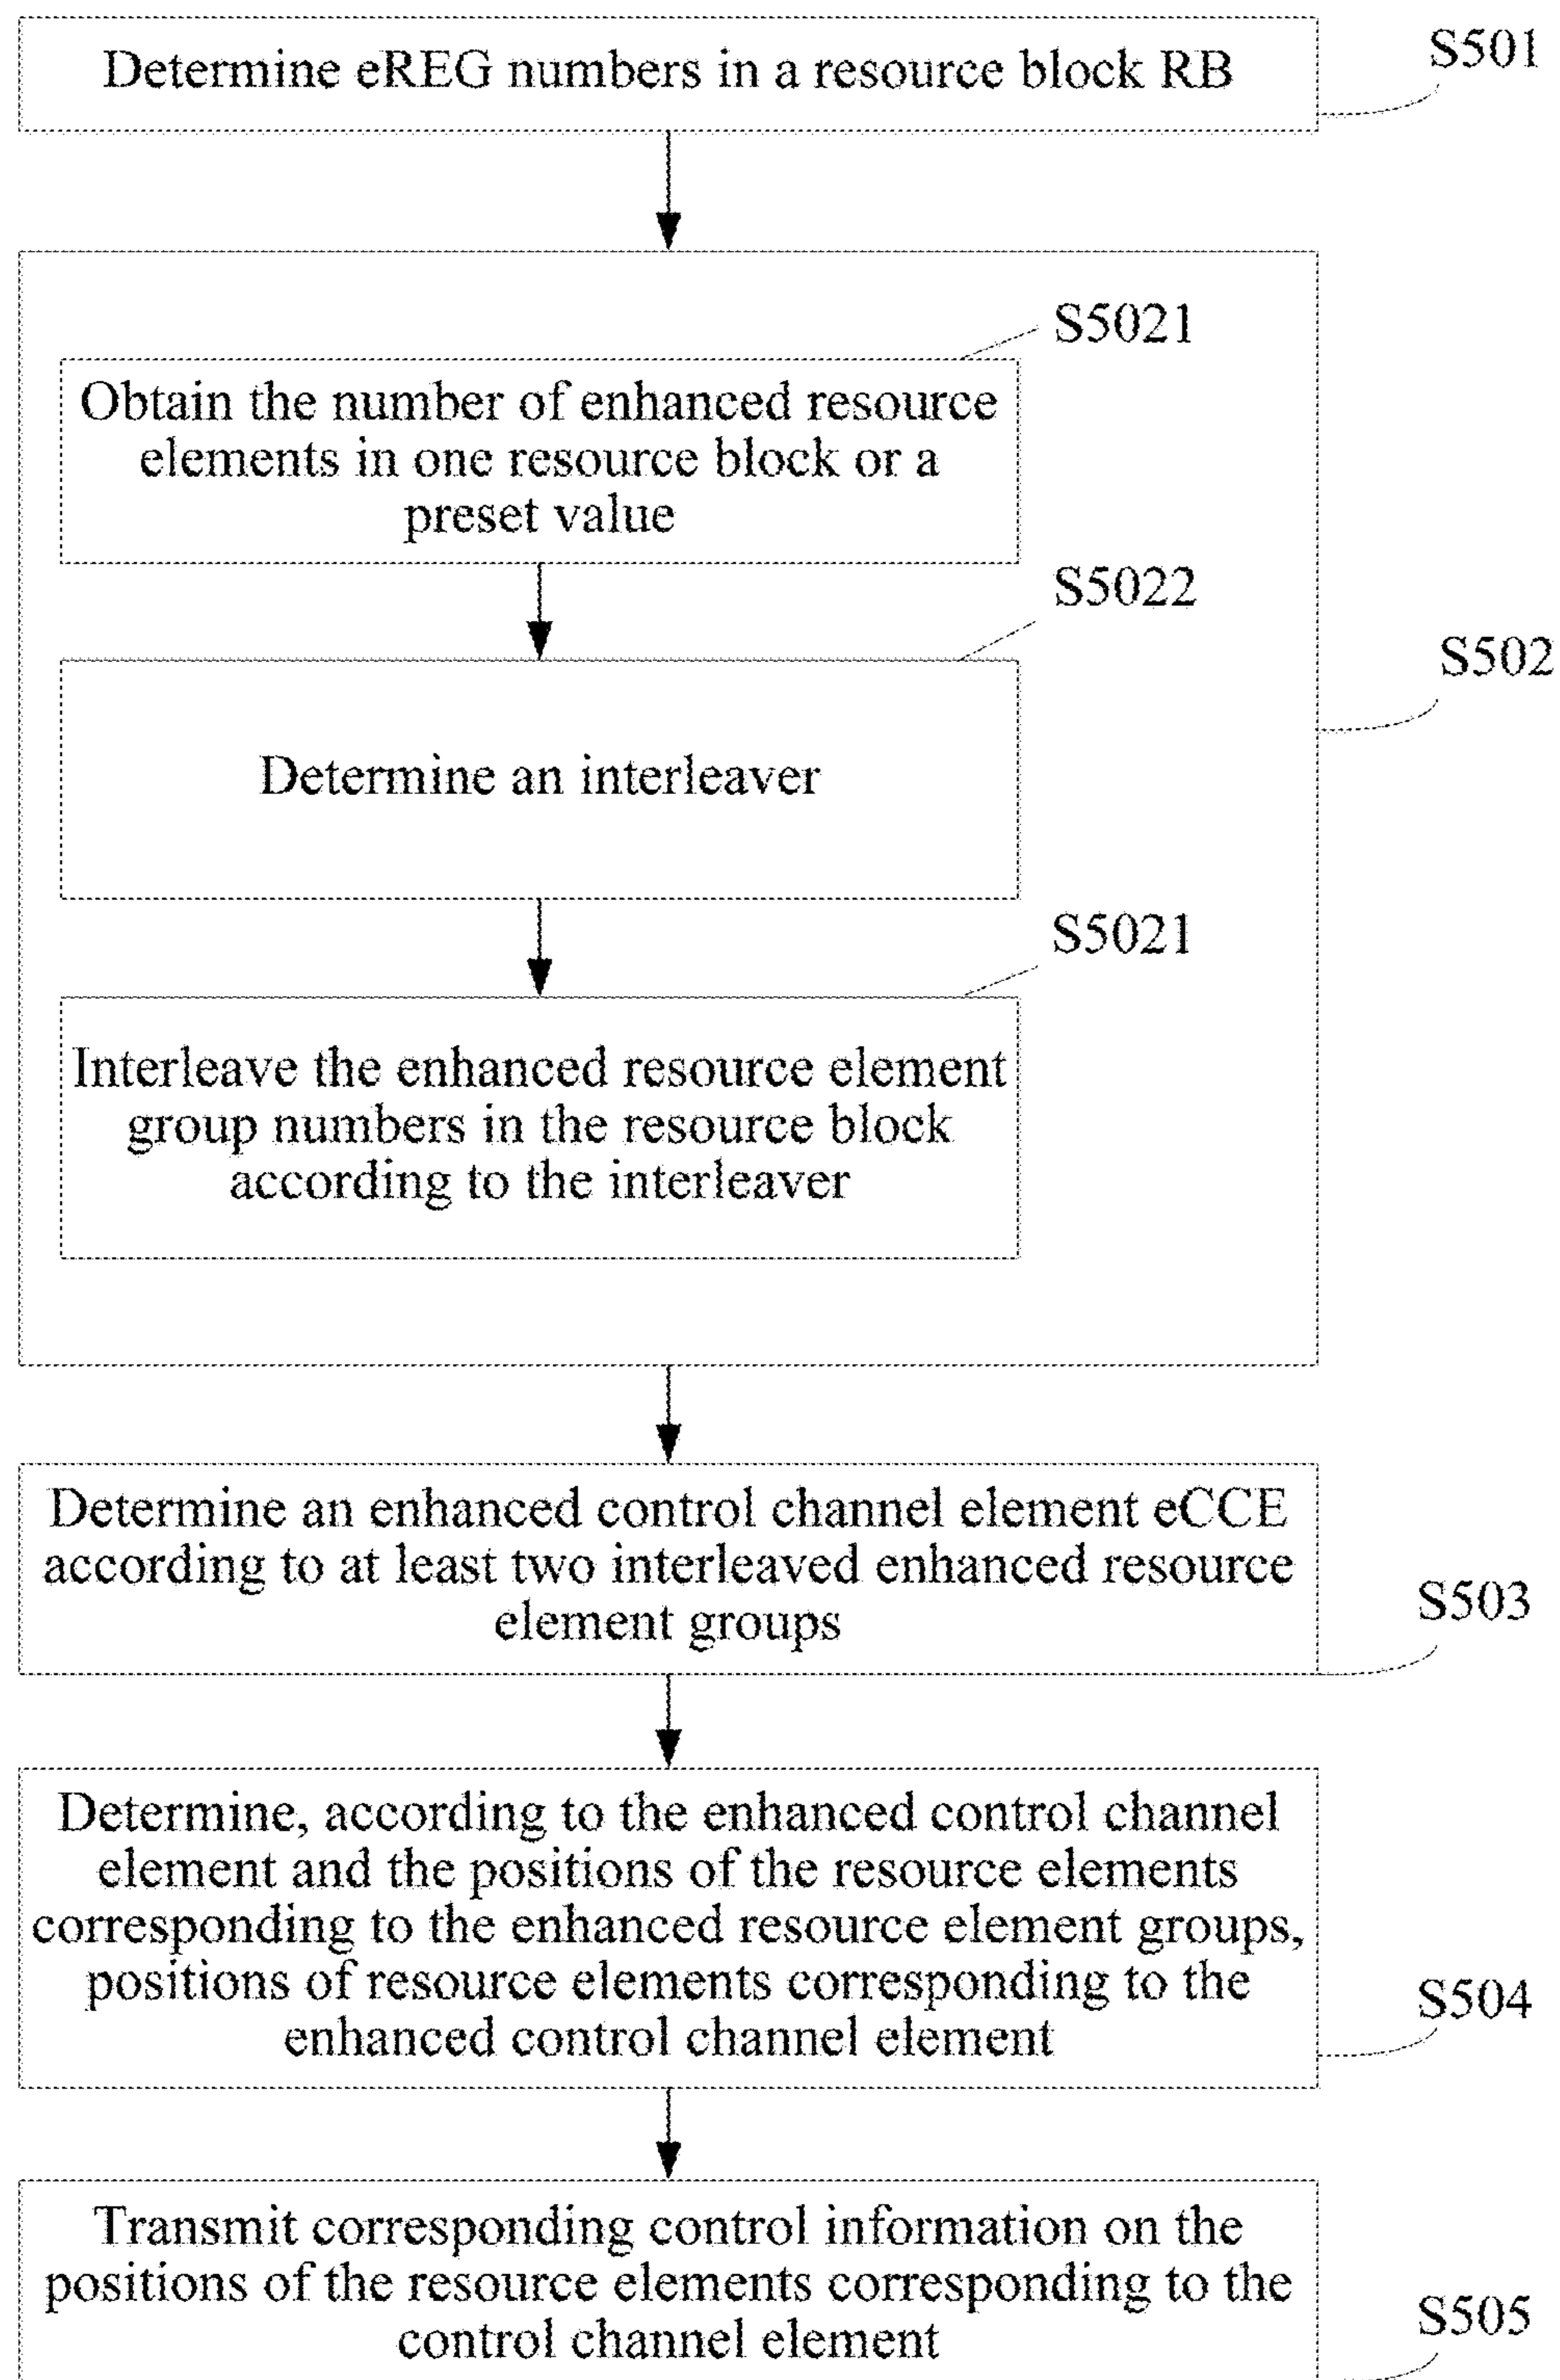 Determine eREG numbers in a resource block RB
S501
S5021
Obtain the number of enhanced resource
elements in one resource block or a
preset value
S5022
Determine an interleaver
S502
S5021
Interleave the enhanced resource element
group numbers in the resource block
according to the interleaver
Determine an enhanced control channel element eCCE
according to at least two interleaved enhanced resource
element groups
S503
Determine, according to the enhanced control channel
element and the positions of the resource elements
corresponding to the enhanced resource element groups,
positions of resource elements corresponding to the
enhanced control channel element
S504
Transmit corresponding control information on the
positions of the resource elements corresponding to the
control channel element
S505